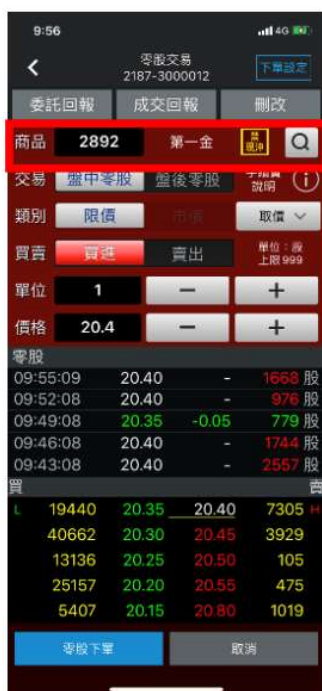 9:56 4G
零股交易
2187-3000012 下單設定
委託回報 成交回報 刪改
商品 2892 第一金
交易 盤中零股 盤後零股 說明
類別 限價 市價 取價
買賣 買進 賣出 單位：股 上限 999
單位 1 − +
價格 20.4 − +
零股
09:55:09 20.40 - 1668 股
09:52:08 20.40 - 976 股
09:49:08 20.35 -0.05 779 股
09:46:08 20.40 - 1744 股
09:43:08 20.40 - 2557 股
買 賣
L 19440 20.35 20.40 7305 H
40662 20.30 20.45 3929
13136 20.25 20.50 105
25157 20.20 20.55 475
5407 20.15 20.80 1019
零股下單 取消